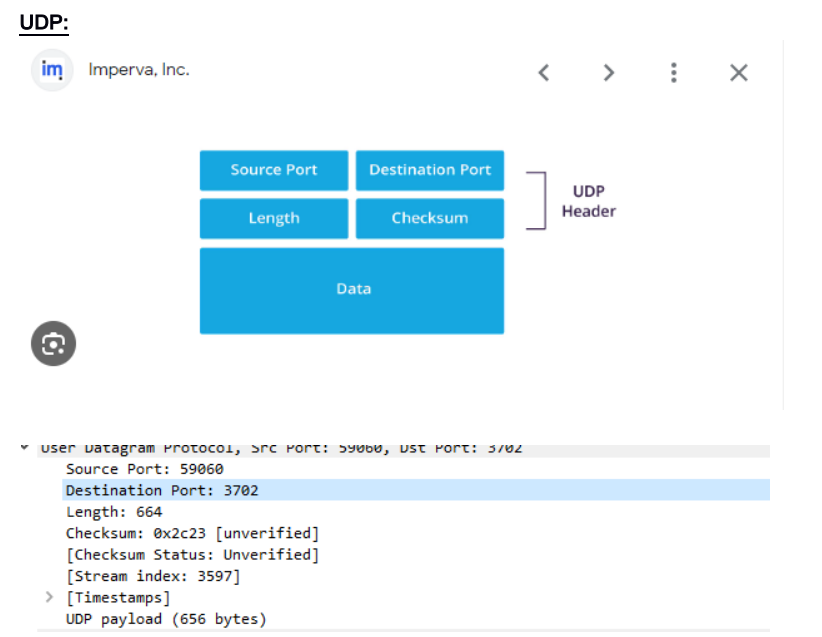 UDP:
im Imperva, Inc.
Source Port Destination Port
UDP
Header
Length Checksum
Data
User Datagram Protocol, Src Port: 59060, Dst Port: 3702
Source Port: 59060
Destination Port: 3702
Length: 664
Checksum: 0x2c23 [unverified]
[Checksum Status: Unverified]
[Stream index: 3597]
[Timestamps]
UDP payload (656 bytes)